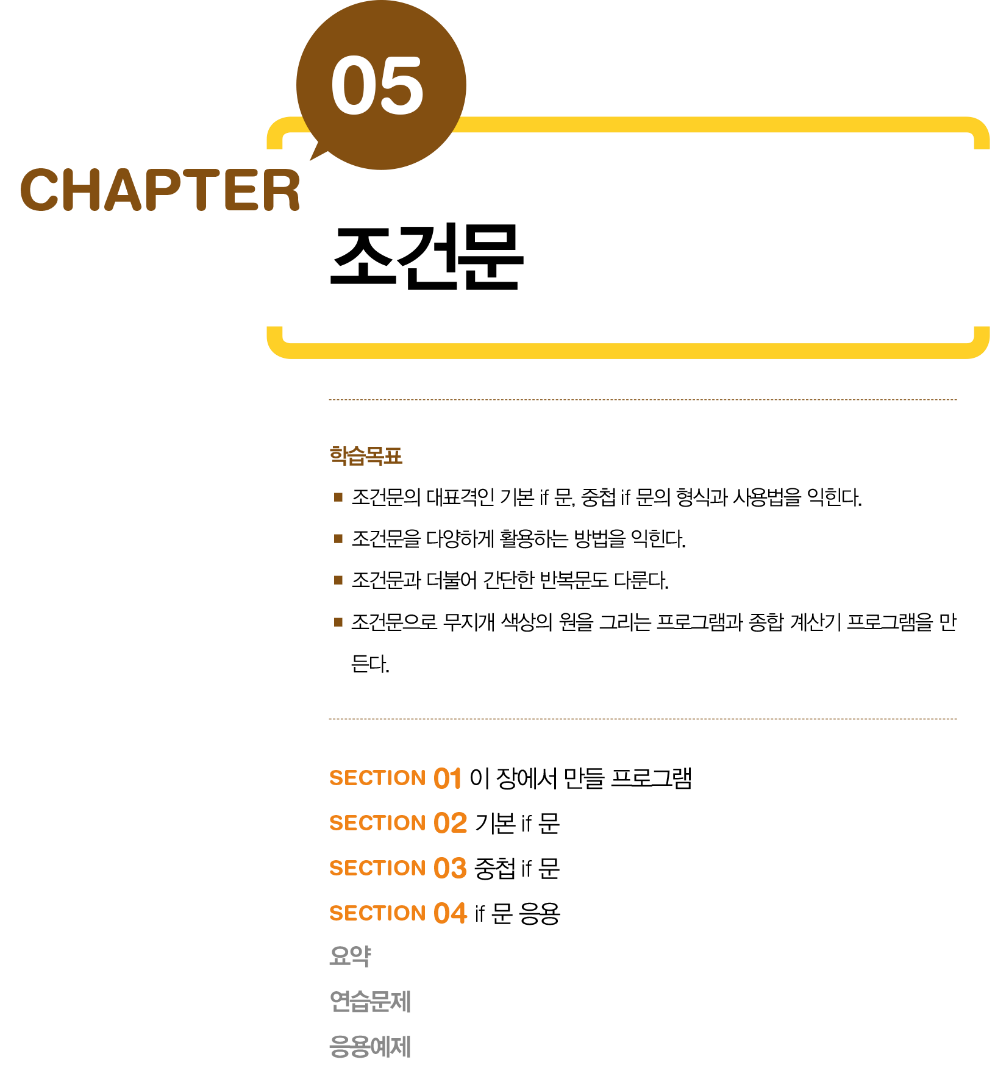 05
CHAPTER
조건문
학습목표
■ 조건문의 대표격인 기본 if 문, 중첩 if 문의 형식과 사용법을 익힌다.
■ 조건문을 다양하게 활용하는 방법을 익힌다.
■ 조건문과 더불어 간단한 반복문도 다룬다.
■ 조건문으로 무지개 색상의 원을 그리는 프로그램과 종합 계산기 프로그램을 만
든다.
SECTION 01 이 장에서 만들 프로그램
SECTION 02 기본 if 문
SECTION 03 중첩 if 문
SECTION 04 if 문 응용
요약
연습문제
응용예제